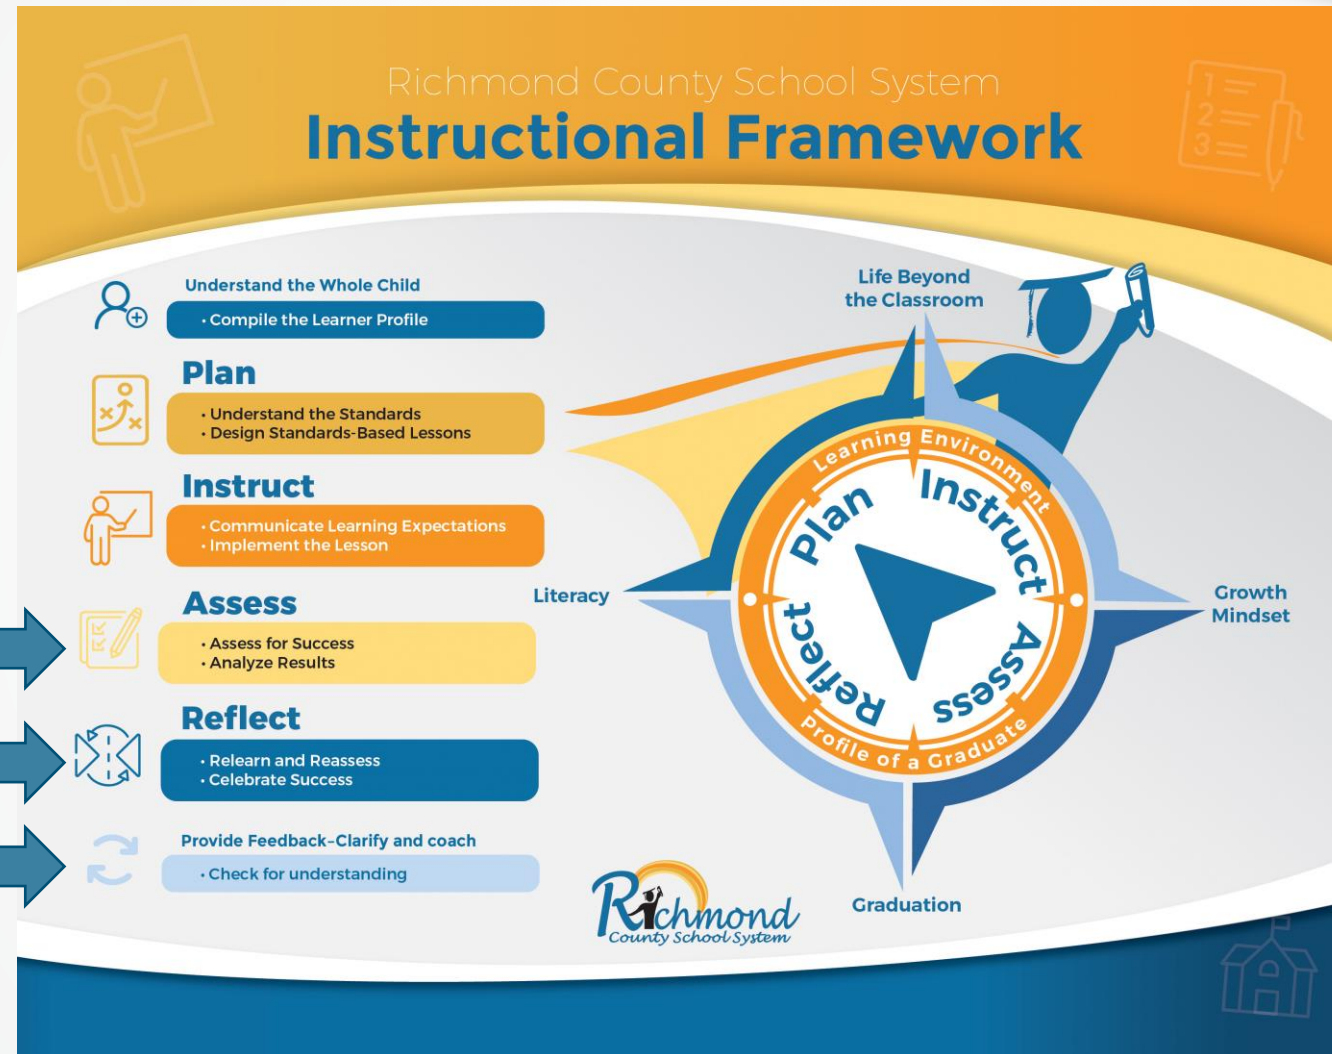 Richmond County School System
Instructional Framework
1
2
3
Understand the Whole Child
• Compile the Learner Profile
Plan
• Understand the Standards
• Design Standards-Based Lessons
Instruct
• Communicate Learning Expectations
• Implement the Lesson
Assess
• Assess for Success
• Analyze Results
Reflect
• Relearn and Reassess
• Celebrate Success
Provide Feedback–Clarify and coach
• Check for understanding
Life Beyond
the Classroom
Learning Environment
Plan
Instruct
Literacy
Growth
Mindset
Reflect
Assess
Profile of a Graduate
Graduation
Richmond
County School System